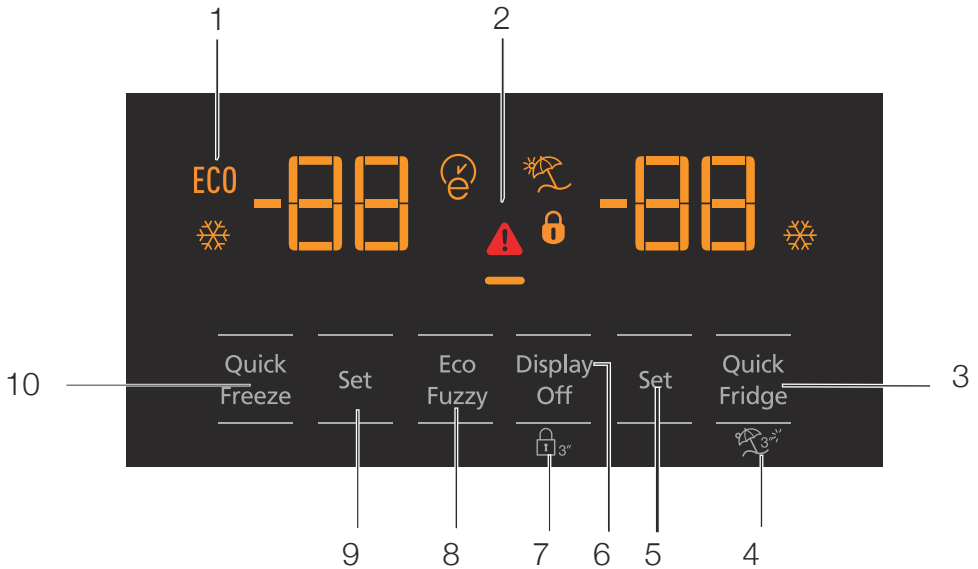 1
2
ECO
-88
-88
Quick
Freeze
Set
Eco
Fuzzy
Display
Off
Set
Quick
Fridge
10
3
3"
3"
9
8
7
6
5
4